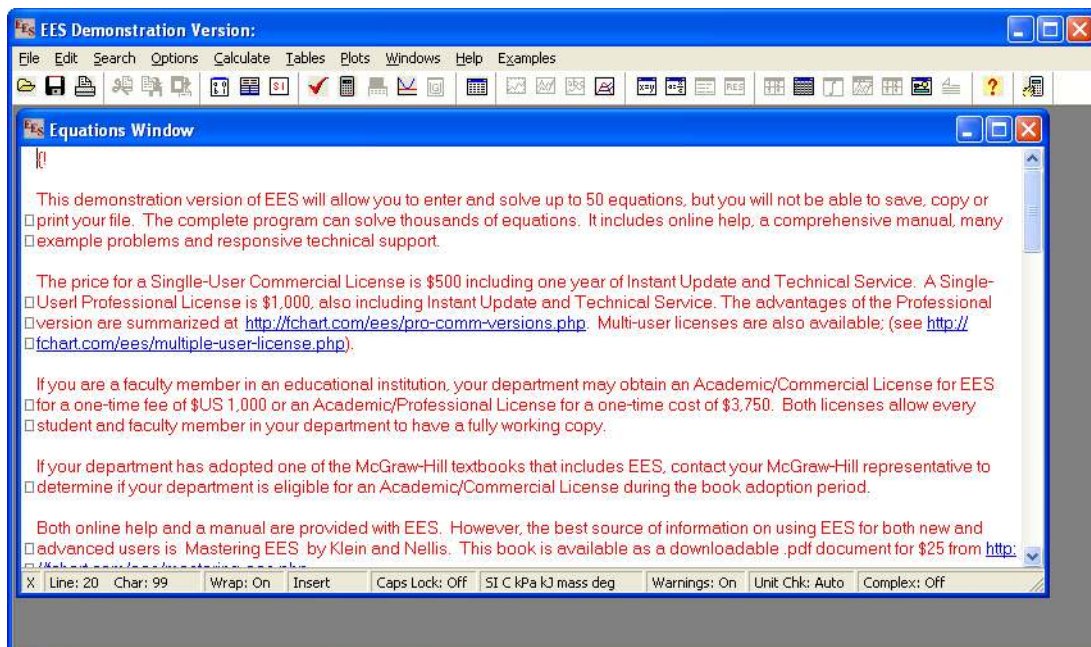 EES Demonstration Version:
File Edit Search Options Calculate Tables Plots Windows Help Examples
SI x=y RES ?
Equations Window
{!
This demonstration version of EES will allow you to enter and solve up to 50 equations, but you will not be able to save, copy or
print your file. The complete program can solve thousands of equations. It includes online help, a comprehensive manual, many
example problems and responsive technical support.
The price for a Singlle-User Commercial License is $500 including one year of Instant Update and Technical Service. A Single-
Userl Professional License is $1,000, also including Instant Update and Technical Service. The advantages of the Professional
version are summarized at http://fchart.com/ees/pro-comm-versions.php. Multi-user licenses are also available; (see http://
fchart.com/ees/multiple-user-license.php).
If you are a faculty member in an educational institution, your department may obtain an Academic/Commercial License for EES
for a one-time fee of $US 1,000 or an Academic/Professional License for a one-time cost of $3,750. Both licenses allow every
student and faculty member in your department to have a fully working copy.
If your department has adopted one of the McGraw-Hill textbooks that includes EES, contact your McGraw-Hill representative to
determine if your department is eligible for an Academic/Commercial License during the book adoption period.
Both online help and a manual are provided with EES. However, the best source of information on using EES for both new and
advanced users is Mastering EES by Klein and Nellis. This book is available as a downloadable .pdf document for $25 from http:
X Line: 20 Char: 99 Wrap: On Insert Caps Lock: Off SI C kPa kJ mass deg Warnings: On Unit Chk: Auto Complex: Off